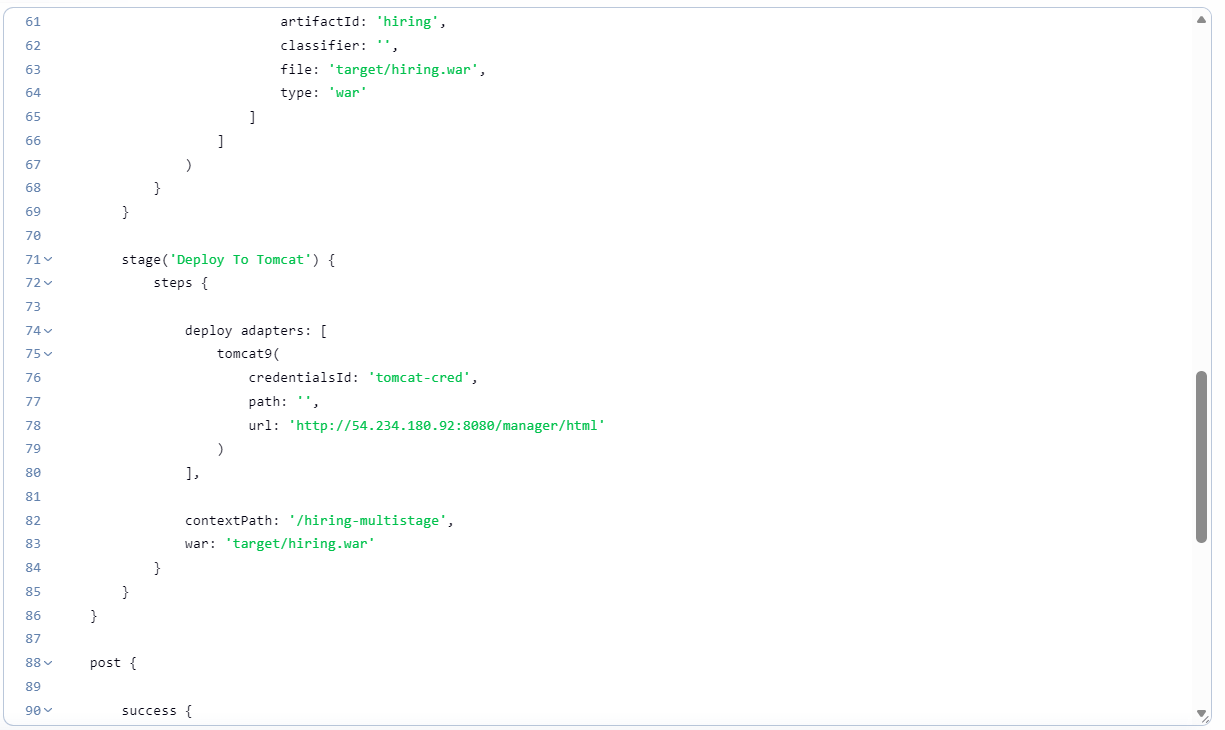 61 artifactId: 'hiring',
62 classifier: '',
63 file: 'target/hiring.war',
64 type: 'war'
65 ]
66 ]
67 )
68 }
69 }
70
71 stage('Deploy To Tomcat') {
72 steps {
73
74 deploy adapters: [
75 tomcat9(
76 credentialsId: 'tomcat-cred',
77 path: '',
78 url: 'http://54.234.180.92:8080/manager/html'
79 )
80 ],
81
82 contextPath: '/hiring-multistage',
83 war: 'target/hiring.war'
84 }
85 }
86 }
87
88 post {
89
90 success {